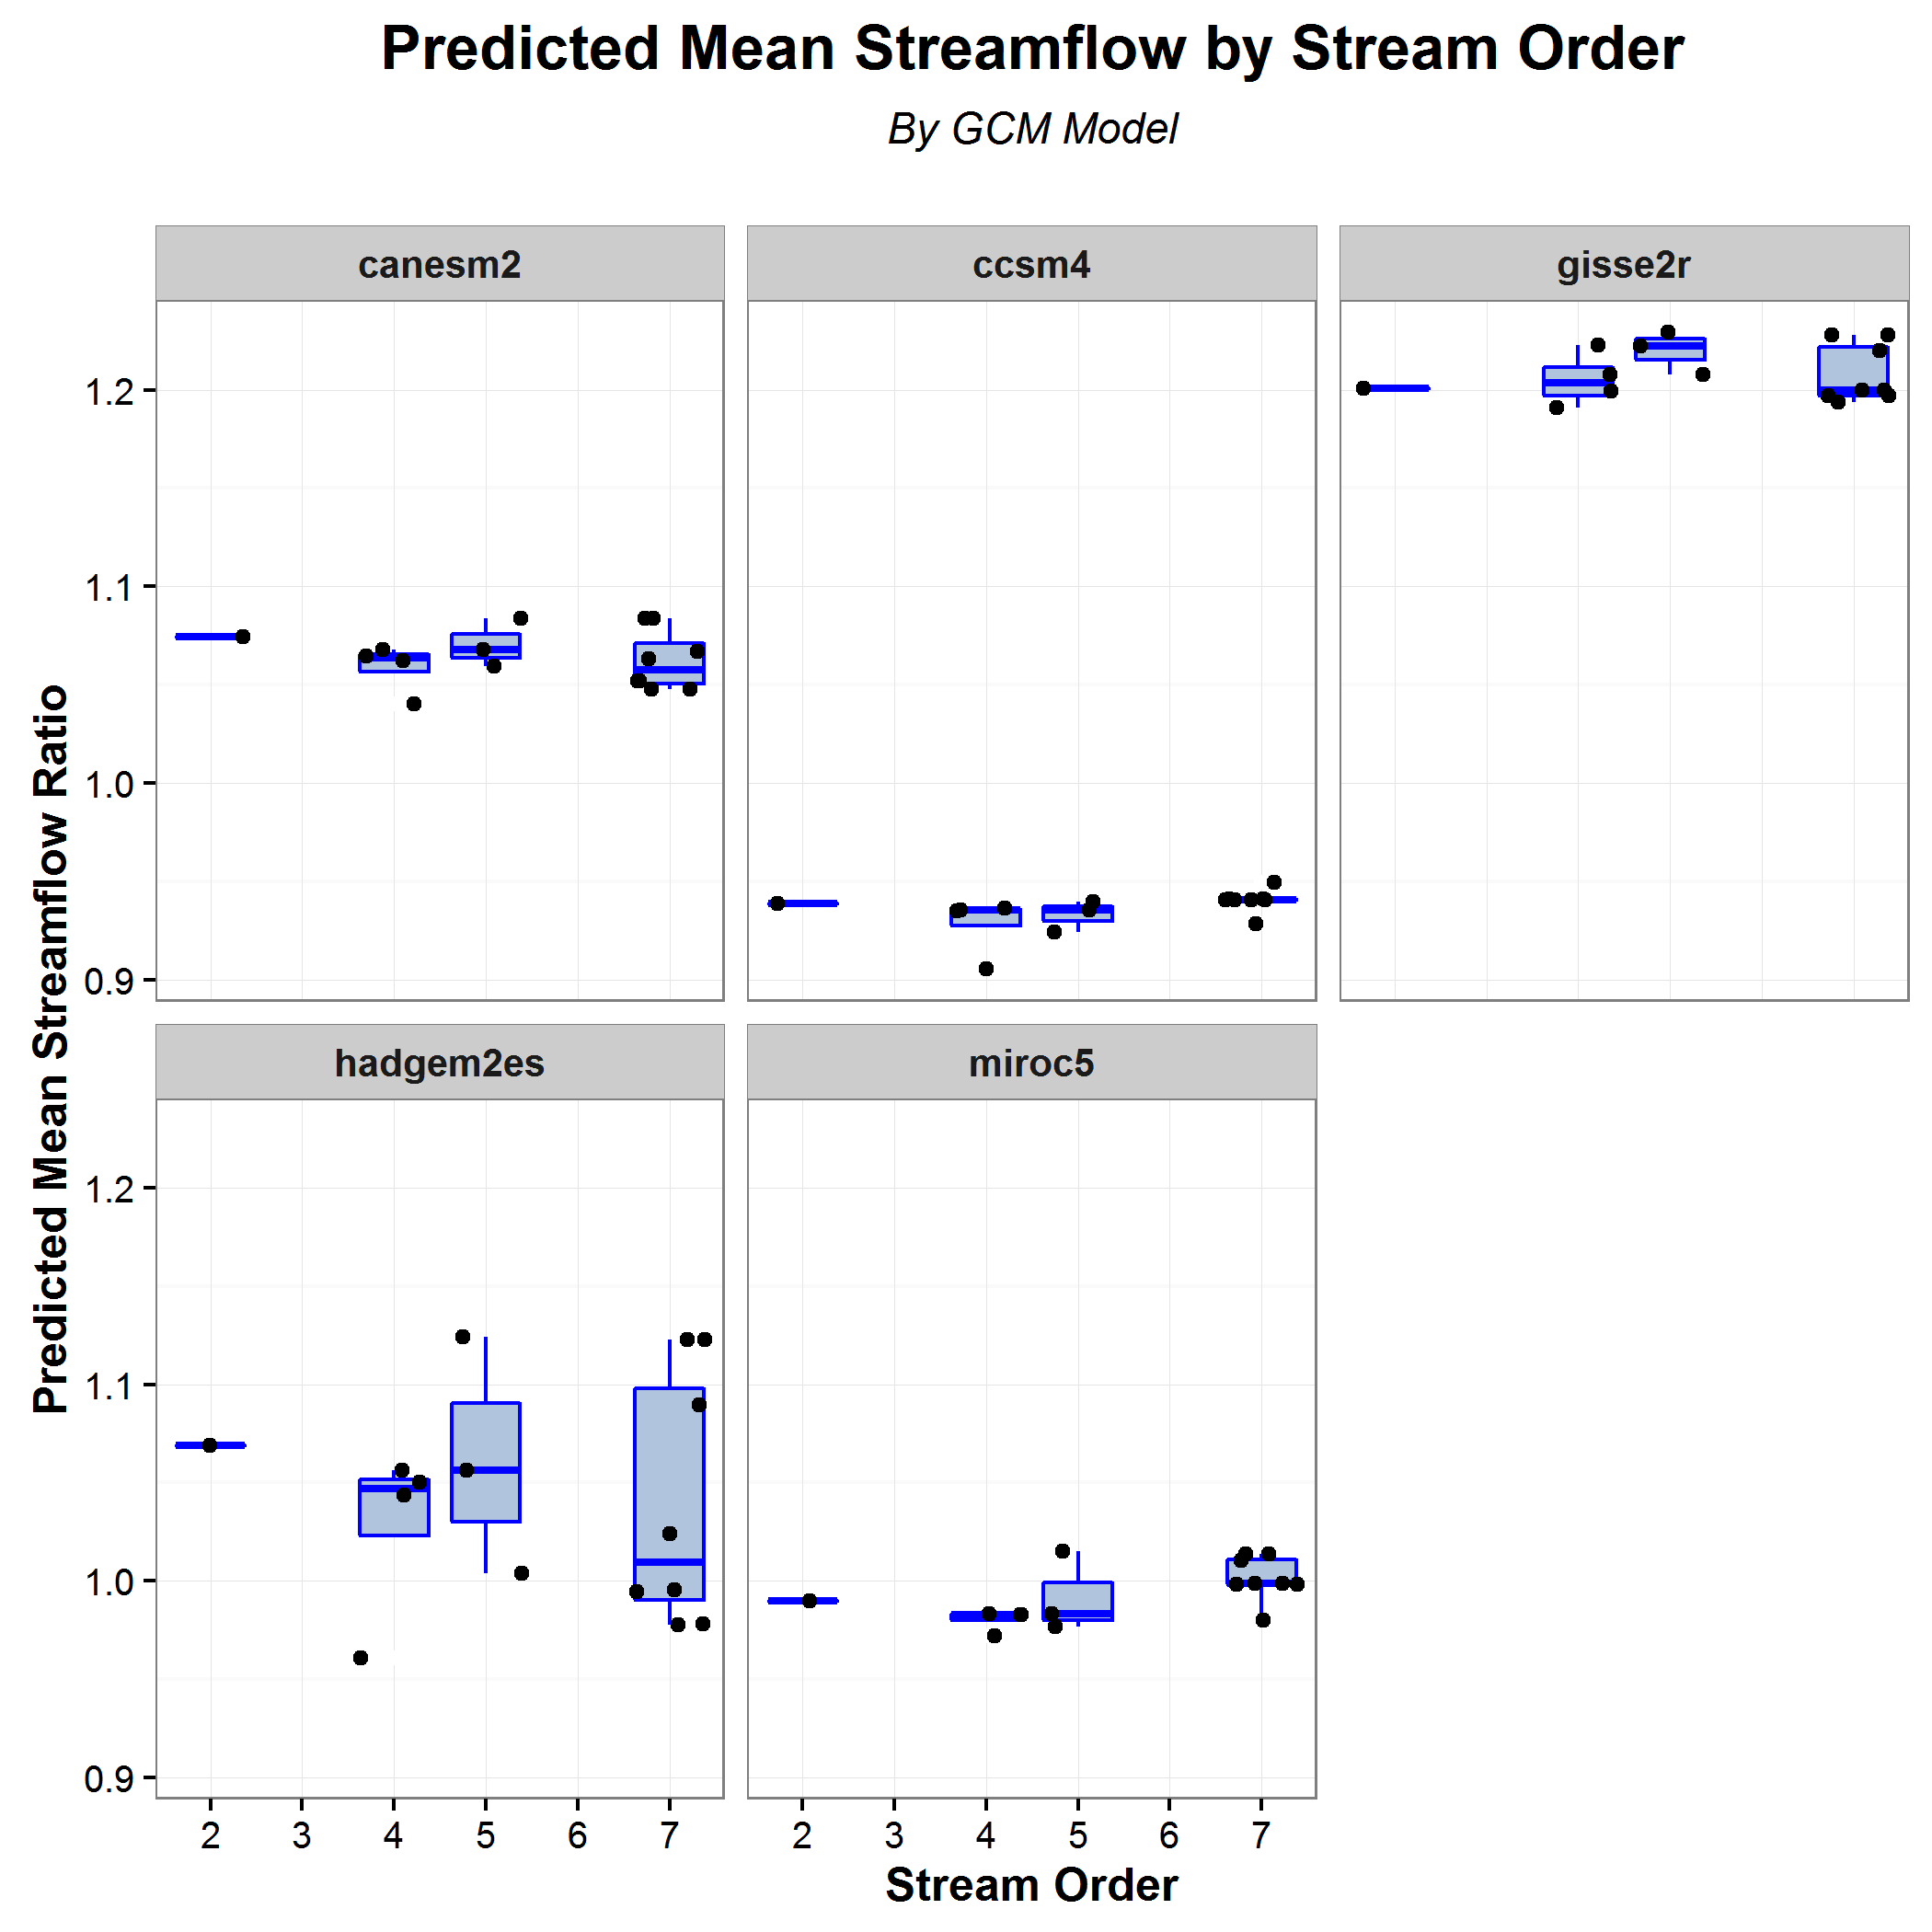 Predicted Mean Streamflow by Stream Order
By GCM Model
canesm2
ccsm4
gisse2r
1.2
1.1
1.0
0.9
Predicted Mean Streamflow Ratio
hadgem2es
miroc5
1.2
1.1
1.0
0.9
2 3 4 5 6 7
2 3 4 5 6 7
Stream Order